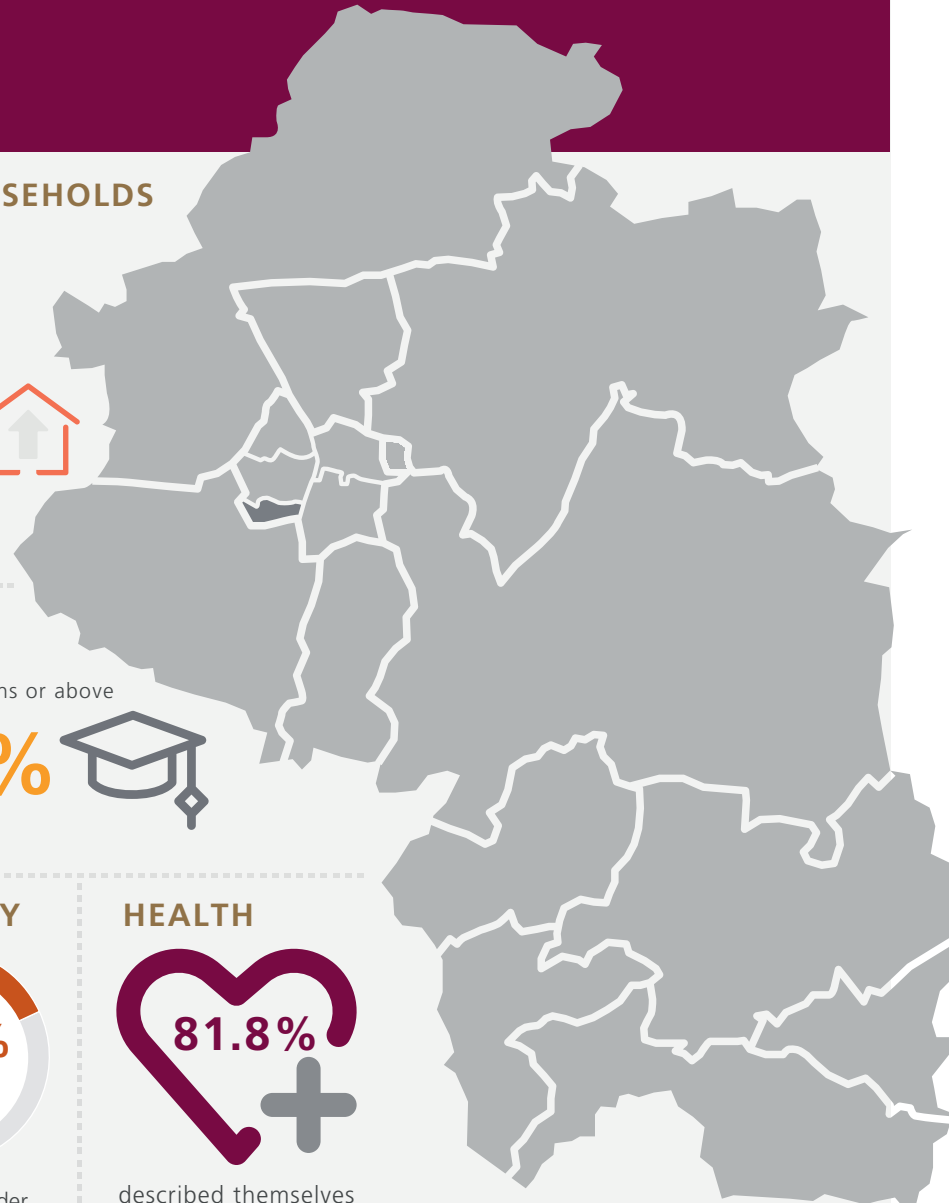 SEHOLDS
ns or above
%
Y
%
der
HEALTH
81.8%
described themselves